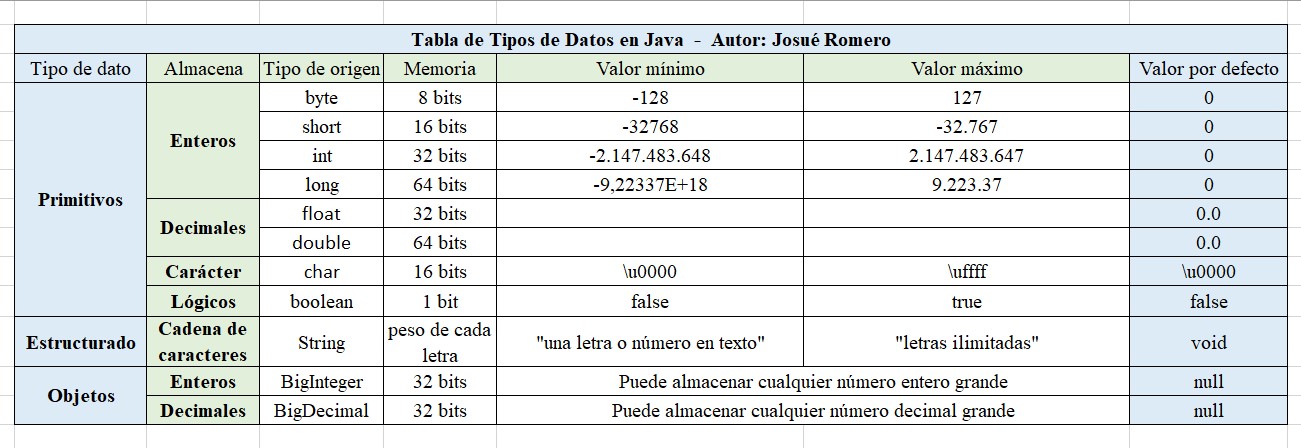 Tabla de Tipos de Datos en Java - Autor: Josué Romero
Tipo de dato Almacena Tipo de origen Memoria Valor mínimo Valor máximo Valor por defecto
Primitivos
Enteros
byte 8 bits -128 127 0
short 16 bits -32768 -32.767 0
int 32 bits -2.147.483.648 2.147.483.647 0
long 64 bits -9,22337E+18 9.223.37 0
Decimales
float 32 bits 0.0
double 64 bits 0.0
Carácter char 16 bits \u0000 \uffff \u0000
Lógicos boolean 1 bit false true false
Estructurado
Cadena de
caracteres
String
peso de cada
letra
"una letra o número en texto" "letras ilimitadas" void
Objetos
Enteros BigInteger 32 bits Puede almacenar cualquier número entero grande null
Decimales BigDecimal 32 bits Puede almacenar cualquier número decimal grande null